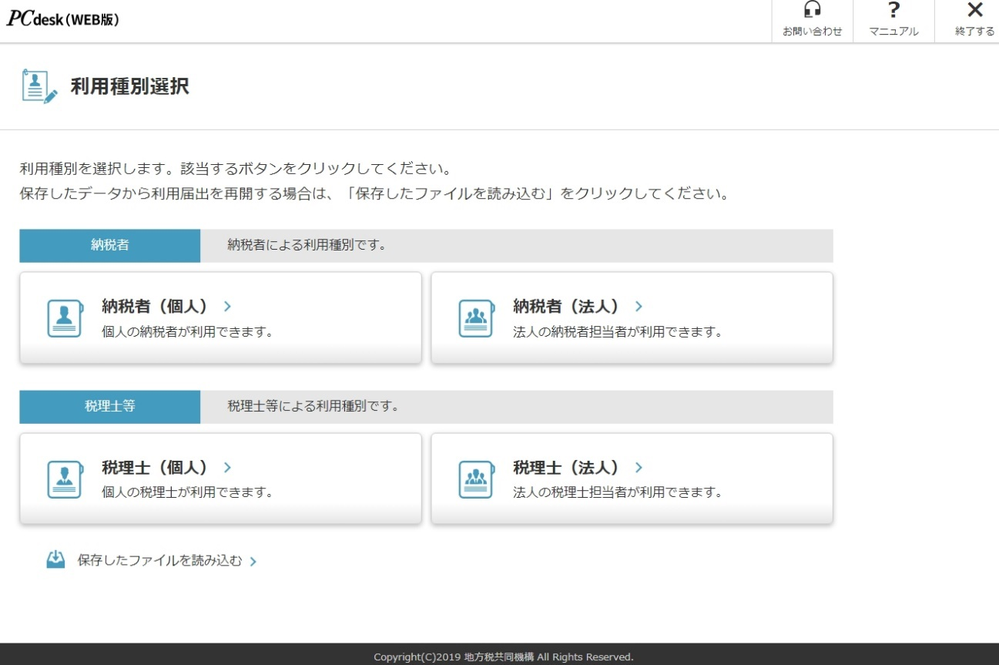 PCdesk(WEB版)
お問い合わせ
?
マニュアル
終了する
利用種別選択
利用種別を選択します。該当するボタンをクリックしてください。
保存したデータから利用届出を再開する場合は、「保存したファイルを読み込む」をクリックしてください。
納税者
納税者による利用種別です。
納税者（個人）
個人の納税者が利用できます。
納税者（法人）
法人の納税者担当者が利用できます。
税理士等
税理士等による利用種別です。
税理士（個人）
個人の税理士が利用できます。
税理士（法人）
法人の税理士担当者が利用できます。
保存したファイルを読み込む
Copyright(C)2019 地方税共同機構 All Rights Reserved.